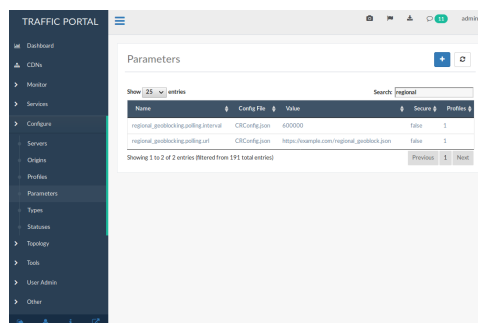 TRAFFIC PORTAL
11
admin
Dashboard
CDNs
Monitor
Services
Configure
Servers
Origins
Profiles
Parameters
Types
Statuses
Topology
Tools
User Admin
Other
Parameters
Show 25 entries
Search: regional
Name Config File Value Secure Profiles
regional_geoblocking.polling.interval CRConfig.json 600000 false 1
regional_geoblocking.polling.url CRConfig.json https://example.com/regional_geoblock.json false 1
Showing 1 to 2 of 2 entries (filtered from 191 total entries)
Previous 1 Next